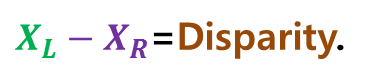 X_L − X_R = Disparity.